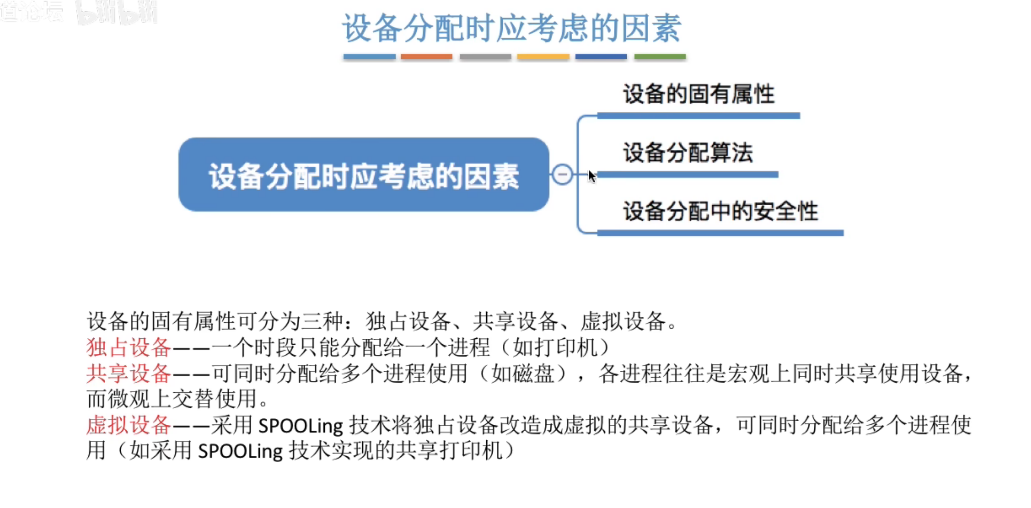 bilibili
设备分配时应考虑的因素
设备的固有属性
设备分配时应考虑的因素
设备分配算法
设备分配中的安全性
设备的固有属性可分为三种：独占设备、共享设备、虚拟设备。
独占设备——一个时段只能分配给一个进程（如打印机）
共享设备——可同时分配给多个进程使用（如磁盘），各进程往往是宏观上同时共享使用设备，
而微观上交替使用。
虚拟设备——采用 SPOOLing 技术将独占设备改造成虚拟的共享设备，可同时分配给多个进程使
用（如采用 SPOOLing 技术实现的共享打印机）